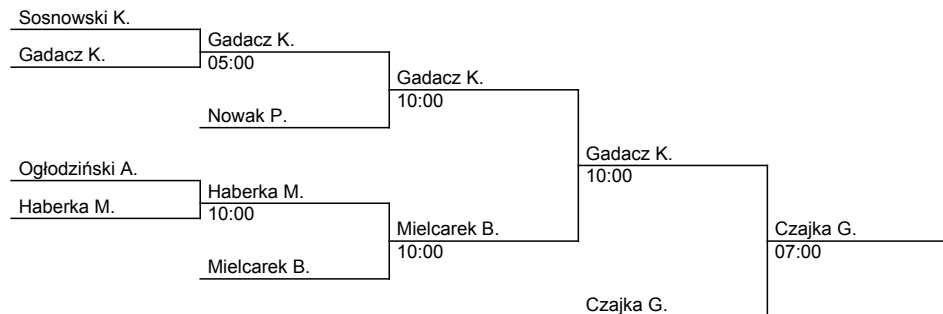 Sosnowski K.
Gadacz K.
Gadacz K.
05:00
Gadacz K.
10:00
Nowak P.
Gadacz K.
10:00
Ogłodziński A.
Haberka M.
Haberka M.
10:00
Mielcarek B.
10:00
Czajka G.
07:00
Mielcarek B.
Czajka G.